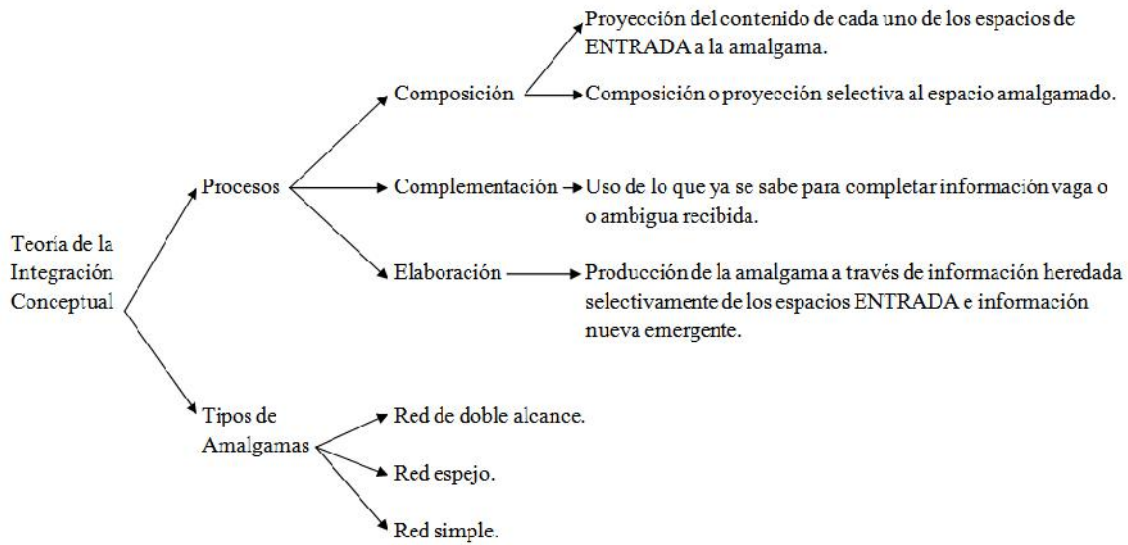 Proyección del contenido de cada uno de los espacios de
ENTRADA a la amalgama.
Composición
Composición o proyección selectiva al espacio amalgamado.
Procesos
Complementación
Uso de lo que ya se sabe para completar información vaga o
o ambigua recibida.
Teoría de la
Integración
Conceptual
Elaboración
Producción de la amalgama a través de información heredada
selectivamente de los espacios ENTRADA e información
nueva emergente.
Tipos de
Amalgamas
Red de doble alcance.
Red espejo.
Red simple.